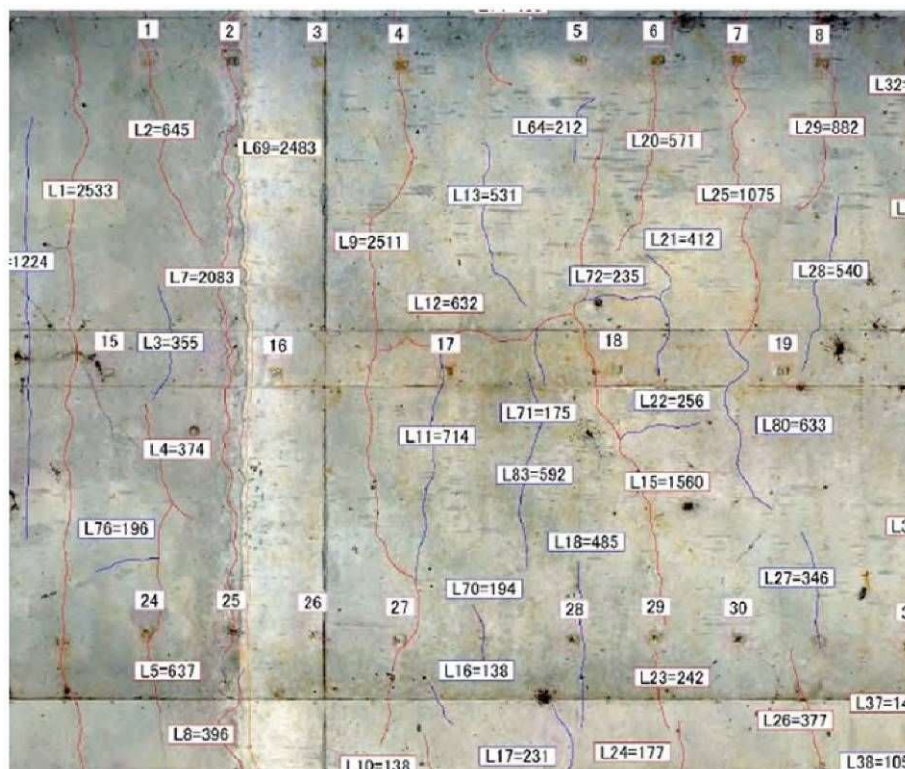 1
2
3
4
5
6
7
8
L32=
L2=645
L64=212
L29=882
L69=2483
L20=571
L1=2533
L13=531
L25=1075
L9=2511
L21=412
=1224
L7=2083
L72=235
L28=540
L12=632
L3=355
15
16
17
18
19
L22=256
L71=175
L80=633
L11=714
L4=374
L83=592
L15=1560
L76=196
L18=485
L27=346
L70=194
24
25
26
27
28
29
30
L5=637
L16=138
L23=242
L37=14
L26=377
L8=396
L17=231
L24=177
L10=138
L38=105